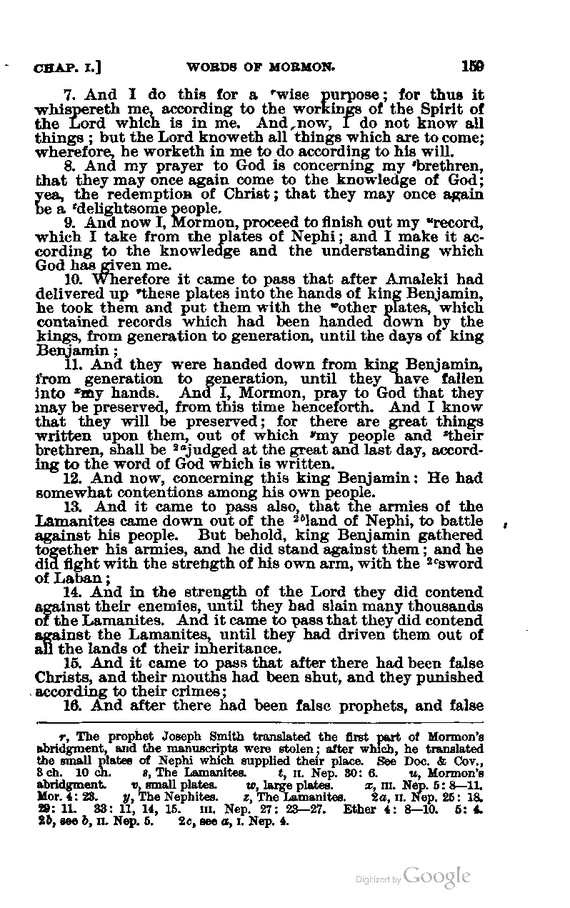 CHAP. I.] WORDS OF MORMON. 159
7. And I do this for a ʳwise purpose; for thus it
whispereth me, according to the workings of the Spirit of
the Lord which is in me. And now, I do not know all
things; but the Lord knoweth all things which are to come;
wherefore, he worketh in me to do according to his will.
8. And my prayer to God is concerning my ˢbrethren,
that they may once again come to the knowledge of God;
yea, the redemption of Christ; that they may once again
be a ᵗdelightsome people.
9. And now I, Mormon, proceed to finish out my ᵘrecord,
which I take from the plates of Nephi; and I make it ac-
cording to the knowledge and the understanding which
God has given me.
10. Wherefore it came to pass that after Amaleki had
delivered up ᵛthese plates into the hands of king Benjamin,
he took them and put them with the ʷother plates, which
contained records which had been handed down by the
kings, from generation to generation, until the days of king
Benjamin;
11. And they were handed down from king Benjamin,
from generation to generation, until they have fallen
into ˣmy hands. And I, Mormon, pray to God that they
may be preserved, from this time henceforth. And I know
that they will be preserved; for there are great things
written upon them, out of which ʸmy people and ᶻtheir
brethren, shall be ²ᵃjudged at the great and last day, accord-
ing to the word of God which is written.
12. And now, concerning this king Benjamin: He had
somewhat contentions among his own people.
13. And it came to pass also, that the armies of the
Lamanites came down out of the ²ᵇland of Nephi, to battle
against his people. But behold, king Benjamin gathered
together his armies, and he did stand against them; and he
did fight with the strength of his own arm, with the ²ᶜsword
of Laban;
14. And in the strength of the Lord they did contend
against their enemies, until they had slain many thousands
of the Lamanites. And it came to pass that they did contend
against the Lamanites, until they had driven them out of
all the lands of their inheritance.
15. And it came to pass that after there had been false
Christs, and their mouths had been shut, and they punished
according to their crimes;
16. And after there had been false prophets, and false
r, The prophet Joseph Smith translated the first part of Mormon's
abridgment, and the manuscripts were stolen; after which, he translated
the small plates of Nephi which supplied their place. See Doc. & Cov.,
3 ch. 10 ch. s, The Lamanites. t, II. Nep. 30: 6. u, Mormon's
abridgment. v, small plates. w, large plates. x, III. Nep. 5: 8—11.
Mor. 4: 23. y, The Nephites. z, The Lamanites. 2a, II. Nep. 25: 18.
29: 11. 33: 11, 14, 15. III. Nep. 27: 23—27. Ether 4: 8—10. 5: 4.
2b, see b, II. Nep. 5. 2c, see a, I. Nep. 4.
Digitized by Google